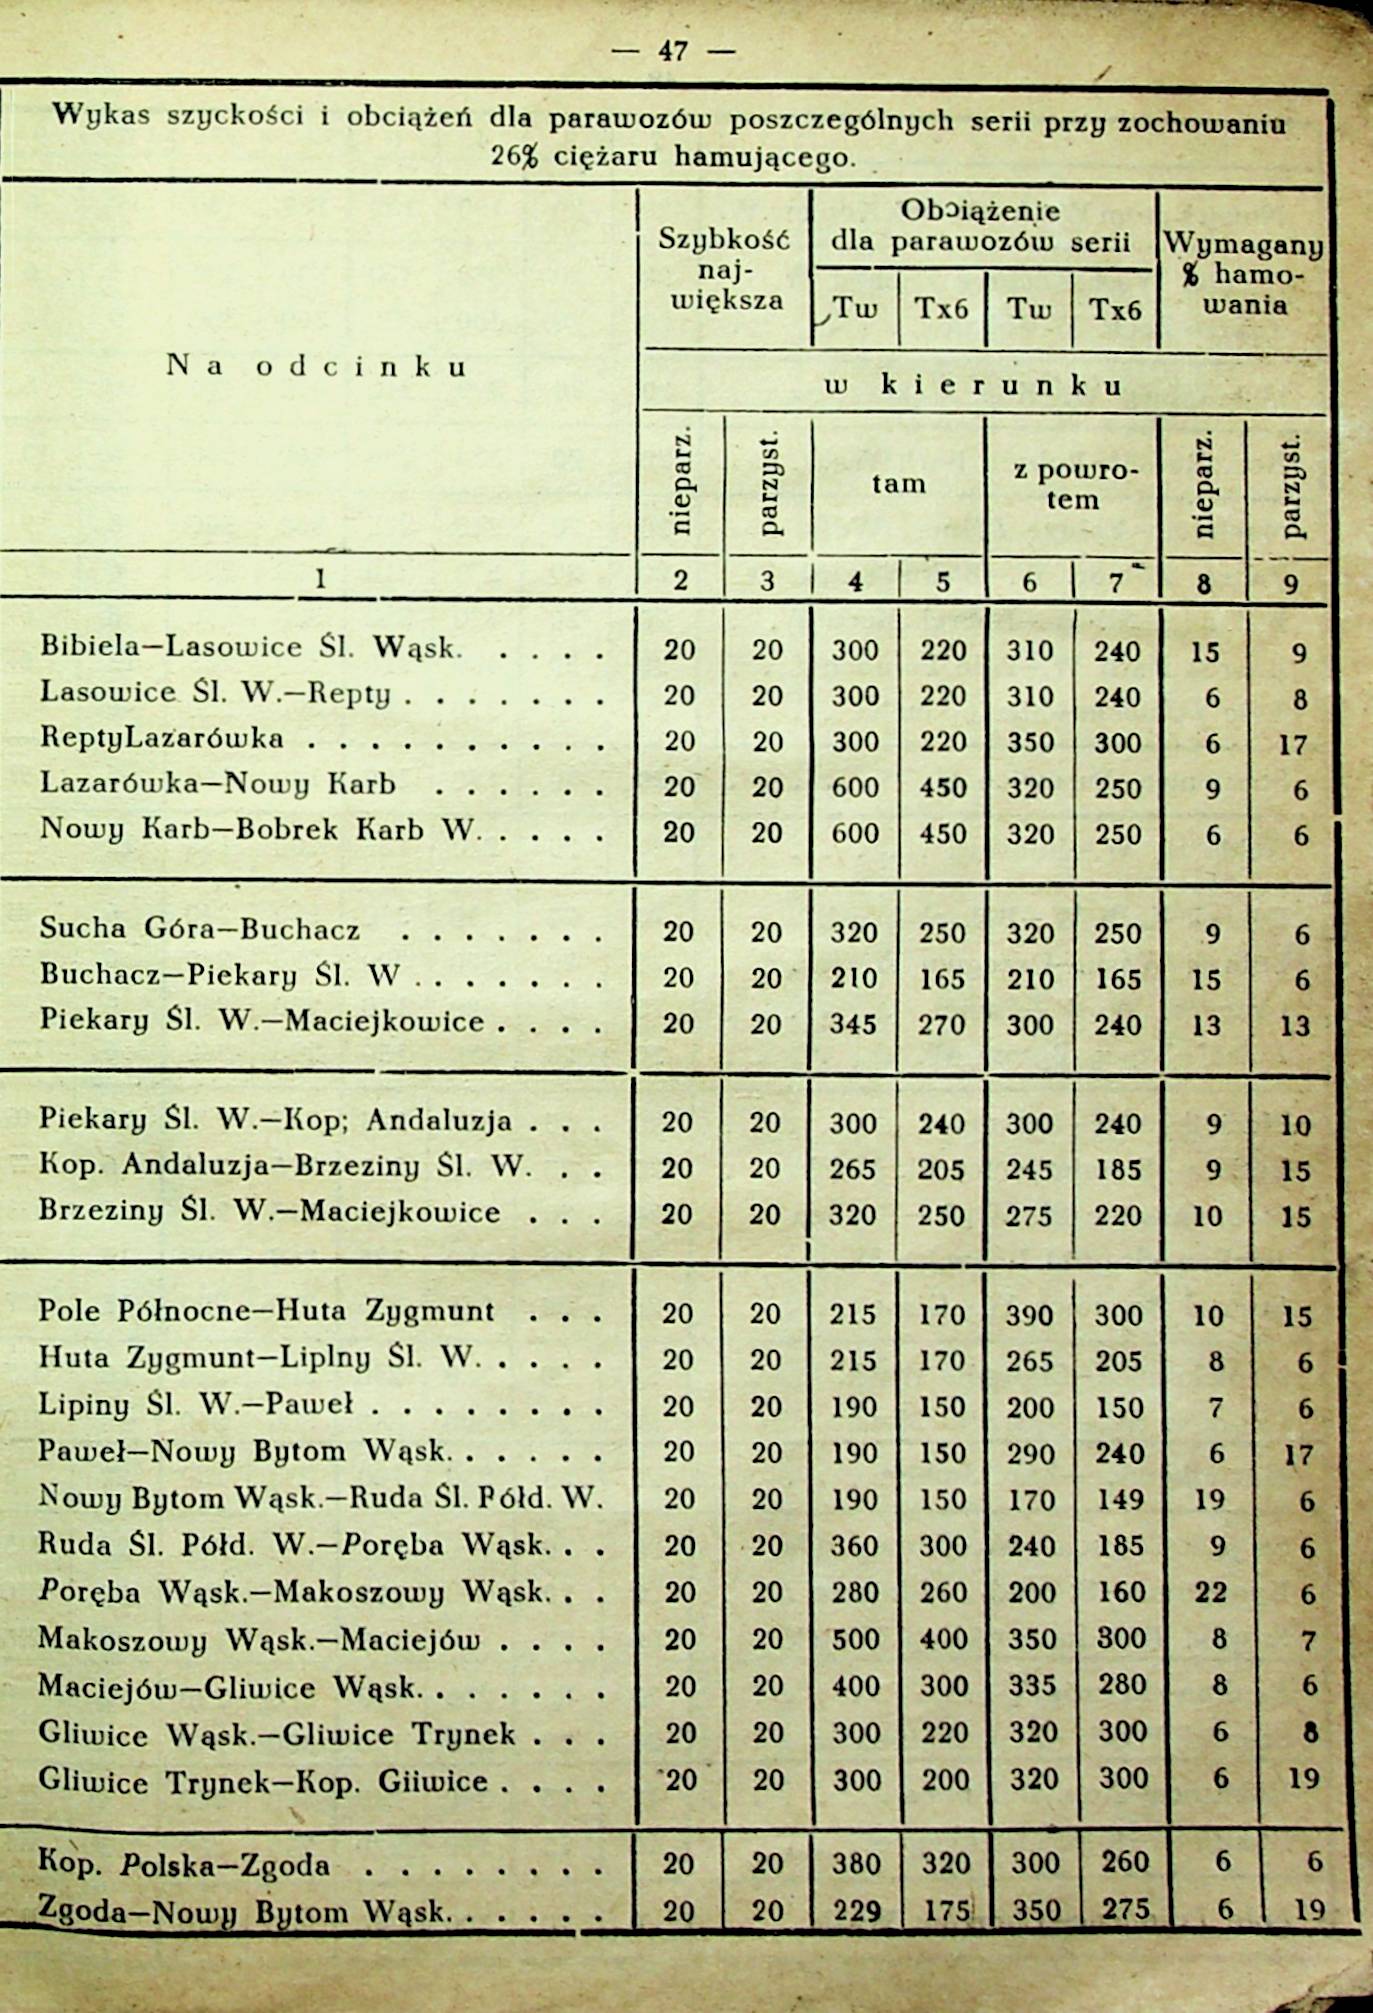 — 47 —
Wykas szyckości i obciążeń dla parawozów poszczególnych serii przy zochowaniu
26% ciężaru hamującego.
Na odcinku
Szybkość
naj-
większa
Obciążenie
dla parawozów serii
Tw Tx6 Tw Tx6
Wymagany
% hamo-
wania
w kierunku
nieparz. parzyst. tam z powro-
tem nieparz. parzyst.
1 2 3 4 5 6 7 8 9
Bibiela—Lasowice Śl. Wąsk. . . . . 20 20 300 220 310 240 15 9
Lasowice Śl. W.—Repty . . . . . . . 20 20 300 220 310 240 6 8
ReptyLazarówka . . . . . . . . . . 20 20 300 220 350 300 6 17
Lazarówka—Nowy Karb . . . . . . 20 20 600 450 320 250 9 6
Nowy Karb—Bobrek Karb W. . . . . 20 20 600 450 320 250 6 6
Sucha Góra—Buchacz . . . . . . . 20 20 320 250 320 250 9 6
Buchacz—Piekary Śl. W . . . . . . . 20 20 210 165 210 165 15 6
Piekary Śl. W.—Maciejkowice . . . . 20 20 345 270 300 240 13 13
Piekary Śl. W.—Kop; Andaluzja . . . 20 20 300 240 300 240 9 10
Kop. Andaluzja—Brzeziny Śl. W. . . 20 20 265 205 245 185 9 15
Brzeziny Śl. W.—Maciejkowice . . . 20 20 320 250 275 220 10 15
Pole Północne—Huta Zygmunt . . . 20 20 215 170 390 300 10 15
Huta Zygmunt—Liplny Śl. W. . . . . 20 20 215 170 265 205 8 6
Lipiny Śl. W.—Paweł . . . . . . . . 20 20 190 150 200 150 7 6
Paweł—Nowy Bytom Wąsk. . . . . . 20 20 190 150 290 240 6 17
Nowy Bytom Wąsk.—Ruda Śl. Półd. W. 20 20 190 150 170 149 19 6
Ruda Śl. Półd. W.—Poręba Wąsk. . . 20 20 360 300 240 185 9 6
Poręba Wąsk.—Makoszowy Wąsk. . . 20 20 280 260 200 160 22 6
Makoszowy Wąsk.—Maciejów . . . . 20 20 500 400 350 300 8 7
Maciejów—Gliwice Wąsk. . . . . . . 20 20 400 300 335 280 8 6
Gliwice Wąsk.—Gliwice Trynek . . . 20 20 300 220 320 300 6 8
Gliwice Trynek—Kop. Giiwice . . . . 20 20 300 200 320 300 6 19
Kop. Polska—Zgoda . . . . . . . . 20 20 380 320 300 260 6 6
Zgoda—Nowy Bytom Wąsk. . . . . . 20 20 229 175 350 275 6 19